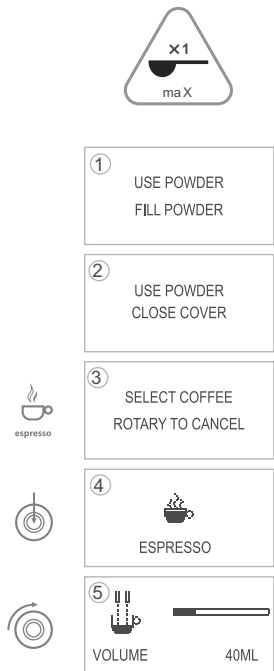 ×1
maX
1
USE POWDER
FILL POWDER
2
USE POWDER
CLOSE COVER
3
SELECT COFFEE
ROTARY TO CANCEL
espresso
4
ESPRESSO
5
VOLUME 40ML